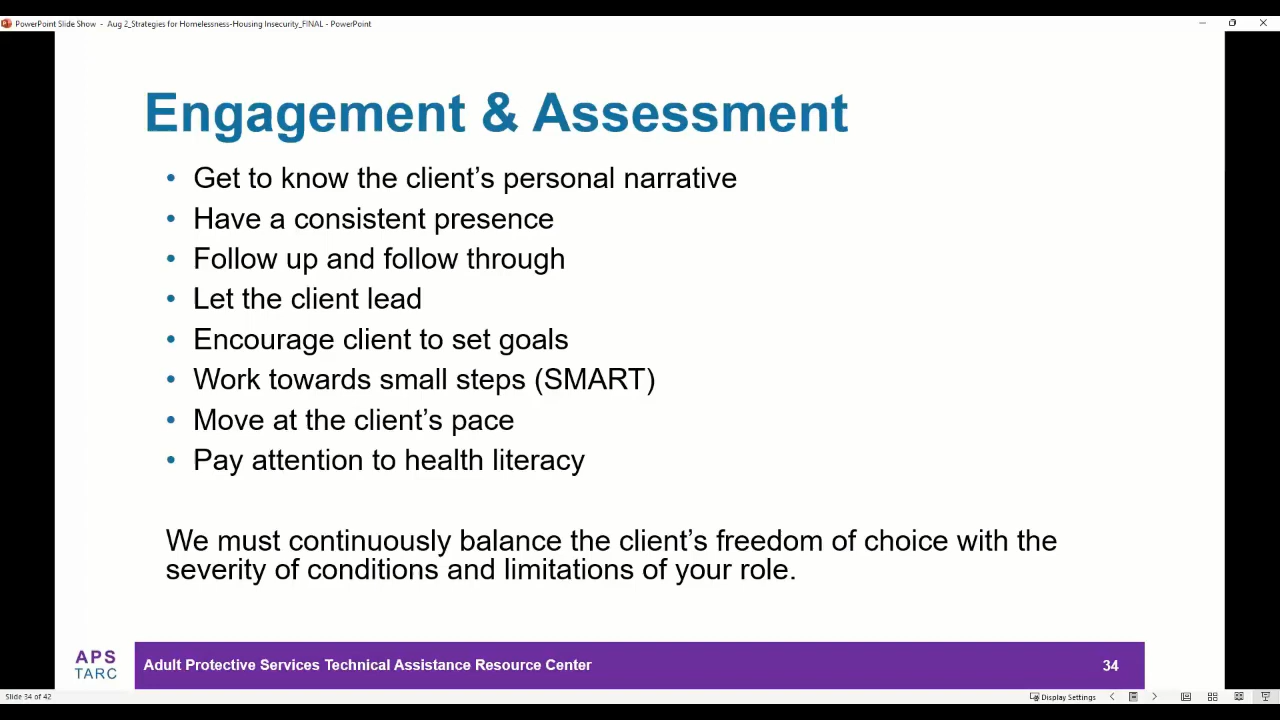 PowerPoint Slide Show - Aug 2_Strategies for Homelessness-Housing Insecurity_FINAL - PowerPoint
Engagement & Assessment
• Get to know the client’s personal narrative
• Have a consistent presence
• Follow up and follow through
• Let the client lead
• Encourage client to set goals
• Work towards small steps (SMART)
• Move at the client’s pace
• Pay attention to health literacy
We must continuously balance the client’s freedom of choice with the
severity of conditions and limitations of your role.
APS
TARC
Adult Protective Services Technical Assistance Resource Center
34
Slide 34 of 42
Display Settings